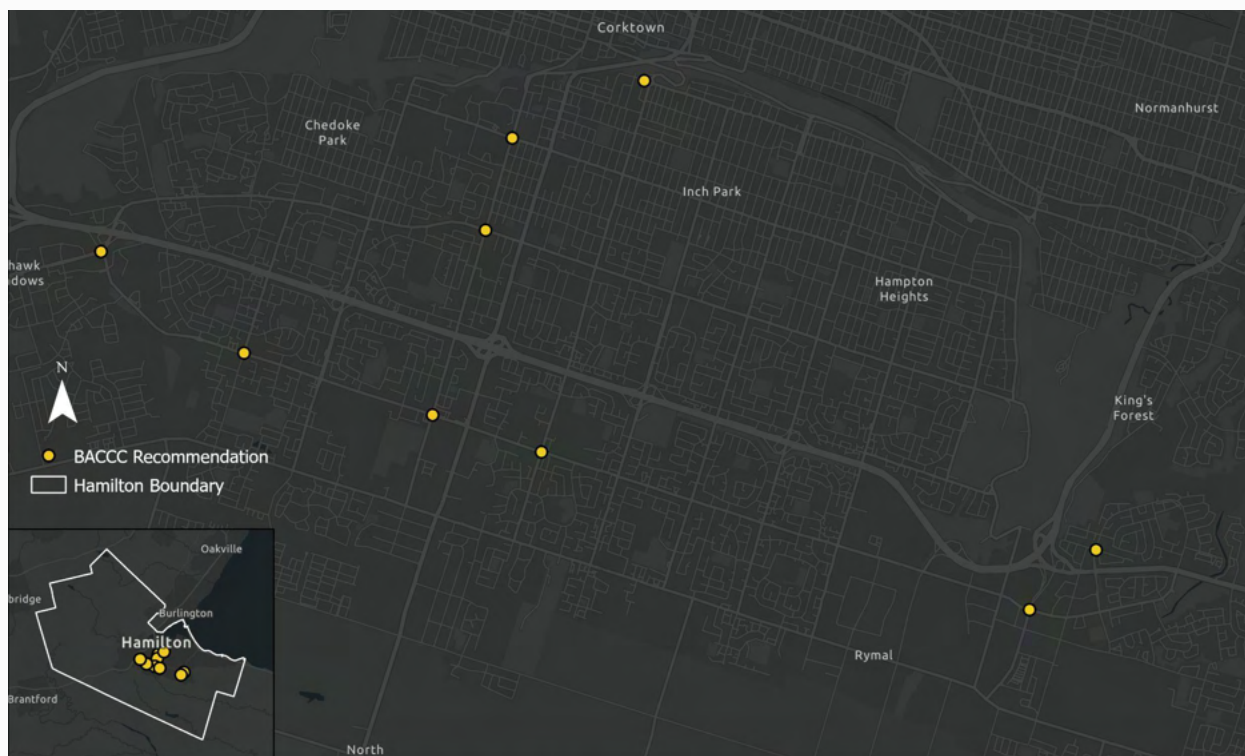 Corktown
Normanhurst
Chedoke
Park
Inch Park
hawk
dows
Hampton
Heights
King's
Forest
N
BACCC Recommendation
Hamilton Boundary
Oakville
bridge
Burlington
Hamilton
Brantford
Rymal
North